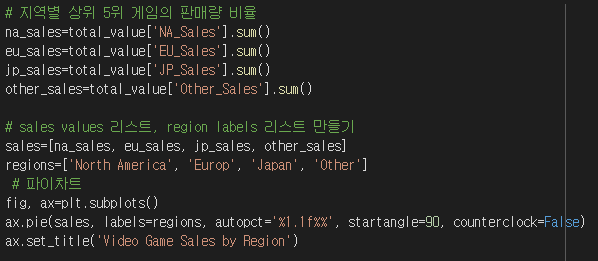 # 지역별 상위 5위 게임의 판매량 비율
na_sales=total_value['NA_Sales'].sum()
eu_sales=total_value['EU_Sales'].sum()
jp_sales=total_value['JP_Sales'].sum()
other_sales=total_value['Other_Sales'].sum()

# sales values 리스트, region labels 리스트 만들기
sales=[na_sales, eu_sales, jp_sales, other_sales]
regions=['North America', 'Europ', 'Japan', 'Other']
# 파이차트
fig, ax=plt.subplots()
ax.pie(sales, labels=regions, autopct='%1.1f%%', startangle=90, counterclock=False)
ax.set_title('Video Game Sales by Region')